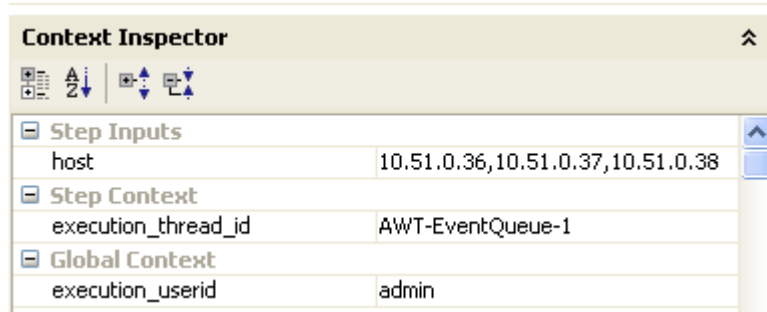 Context Inspector
Step Inputs
host 10.51.0.36,10.51.0.37,10.51.0.38
Step Context
execution_thread_id AWT-EventQueue-1
Global Context
execution_userid admin